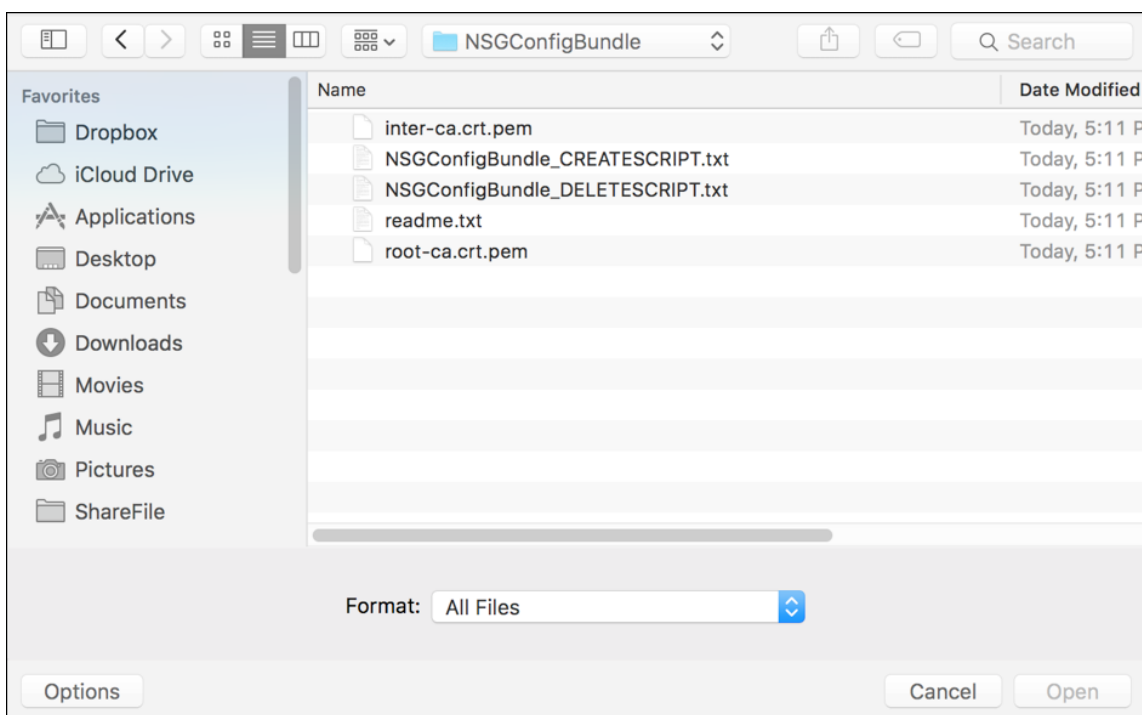 NSGConfigBundle
Search
Favorites
Dropbox
iCloud Drive
Applications
Desktop
Documents
Downloads
Movies
Music
Pictures
ShareFile
Name Date Modified
inter-ca.crt.pem Today, 5:11 P
NSGConfigBundle_CREATESCRIPT.txt Today, 5:11 P
NSGConfigBundle_DELETESCRIPT.txt Today, 5:11 P
readme.txt Today, 5:11 P
root-ca.crt.pem Today, 5:11 P
Format: All Files
Options Cancel Open